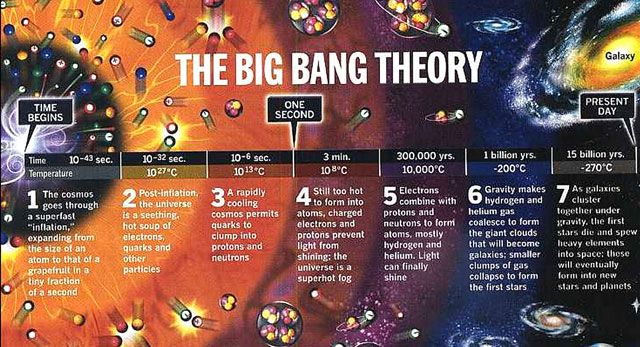 THE BIG BANG THEORY
Galaxy
TIME
BEGINS
ONE
SECOND
PRESENT
DAY
Time 10-43 sec. 10-32 sec. 10-6 sec. 3 min. 300,000 yrs. 1 billion yrs. 15 billion yrs.
Temperature 10 27°C 10 13°C 10 8°C 10,000°C -200°C -270°C
1 The cosmos
goes through
a superfast
"inflation,"
expanding from
the size of an
atom to that of a
grapefruit in a
tiny fraction
of a second
2 Post-inflation,
the universe
is a seething,
hot soup of
electrons,
quarks and
other
particles
3 A rapidly
cooling
cosmos permits
quarks to
clump into
protons and
neutrons
4 Still too hot
to form into
atoms, charged
electrons and
protons prevent
light from
shining; the
universe is a
superhot fog
5 Electrons
combine with
protons and
neutrons to form
atoms, mostly
hydrogen and
helium. Light
can finally
shine
6 Gravity makes
hydrogen and
helium gas
coalesce to form
the giant clouds
that will become
galaxies; smaller
clumps of gas
collapse to form
the first stars
7 As galaxies
cluster
together under
gravity, the first
stars die and spew
heavy elements
into space; these
will eventually
form into new
stars and planets